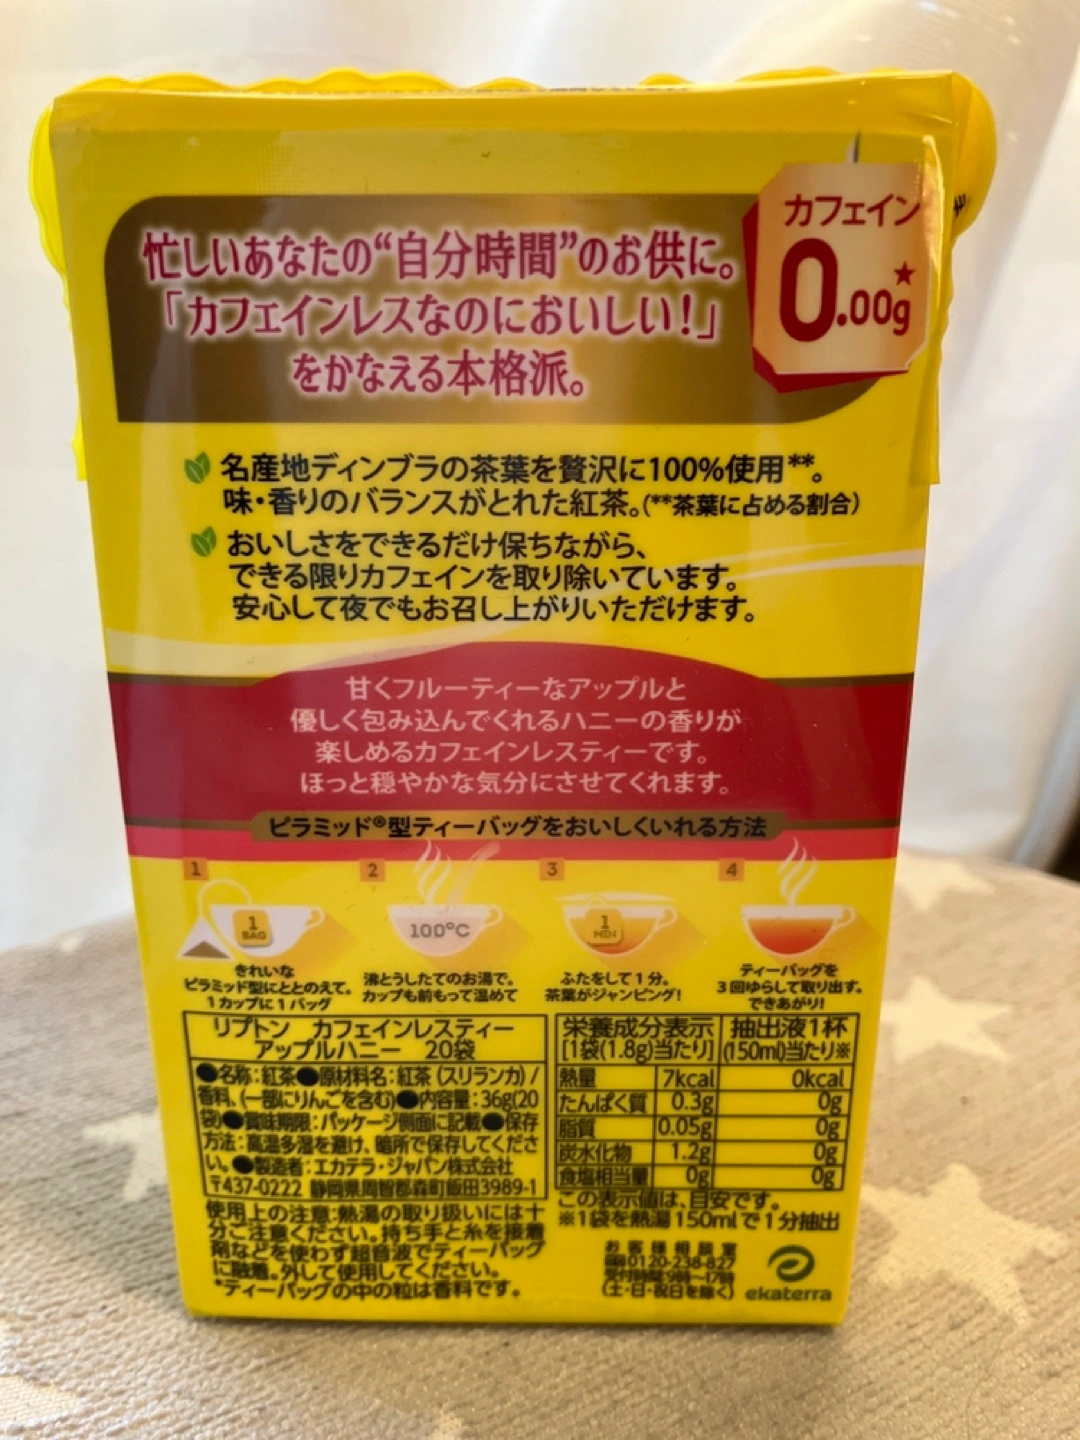 忙しいあなたの“自分時間”のお供に。
「カフェインレスなのにおいしい!」
をかなえる本格派。
カフェイン
0.00g★
名産地ディンブラの茶葉を贅沢に100%使用**。
味・香りのバランスがとれた紅茶。(**茶葉に占める割合)
おいしさをできるだけ保ちながら、
できる限りカフェインを取り除いています。
安心して夜でもお召し上がりいただけます。
甘くフルーティーなアップルと
優しく包み込んでくれるハニーの香りが
楽しめるカフェインレスティーです。
ほっと穏やかな気分にさせてくれます。
ピラミッド®型ティーバッグをおいしくいれる方法
1
1 BAG
きれいな
ピラミッド型にととのえて。
1カップに1バッグ
2
100°C
沸とうしたてのお湯で。
カップも前もって温めて
3
1 MIN
ふたをして1分。
茶葉がジャンピング!
4
ティーバッグを
3回ゆらして取り出す。
できあがり!
リプトン カフェインレスティー
アップルハニー 20袋
●名称:紅茶●原材料名:紅茶(スリランカ)/
香料、(一部にりんごを含む)●内容量:36g(20
袋)●賞味期限:パッケージ側面に記載●保存
方法:高温多湿を避け、暗所で保存してくださ
い。●製造者:エカテラ・ジャパン株式会社
〒437-0222 静岡県周智郡森町飯田3989-1
使用上の注意:熱湯の取り扱いには十
分ご注意ください。持ち手と糸を接着
剤などを使わず超音波でティーバッグ
に融着。外して使用してください。
*ティーバッグの中の粒は香料です。
栄養成分表示 抽出液1杯
[1袋(1.8g)当たり] (150ml)当たり※
熱量 7kcal 0kcal
たんぱく質 0.3g 0g
脂質 0.05g 0g
炭水化物 1.2g 0g
食塩相当量 0g 0g
この表示値は、目安です。
※1袋を熱湯150mlで1分抽出
お客様相談室
0120-238-827
受付時間:9時〜17時
(土・日・祝日を除く)
ekaterra